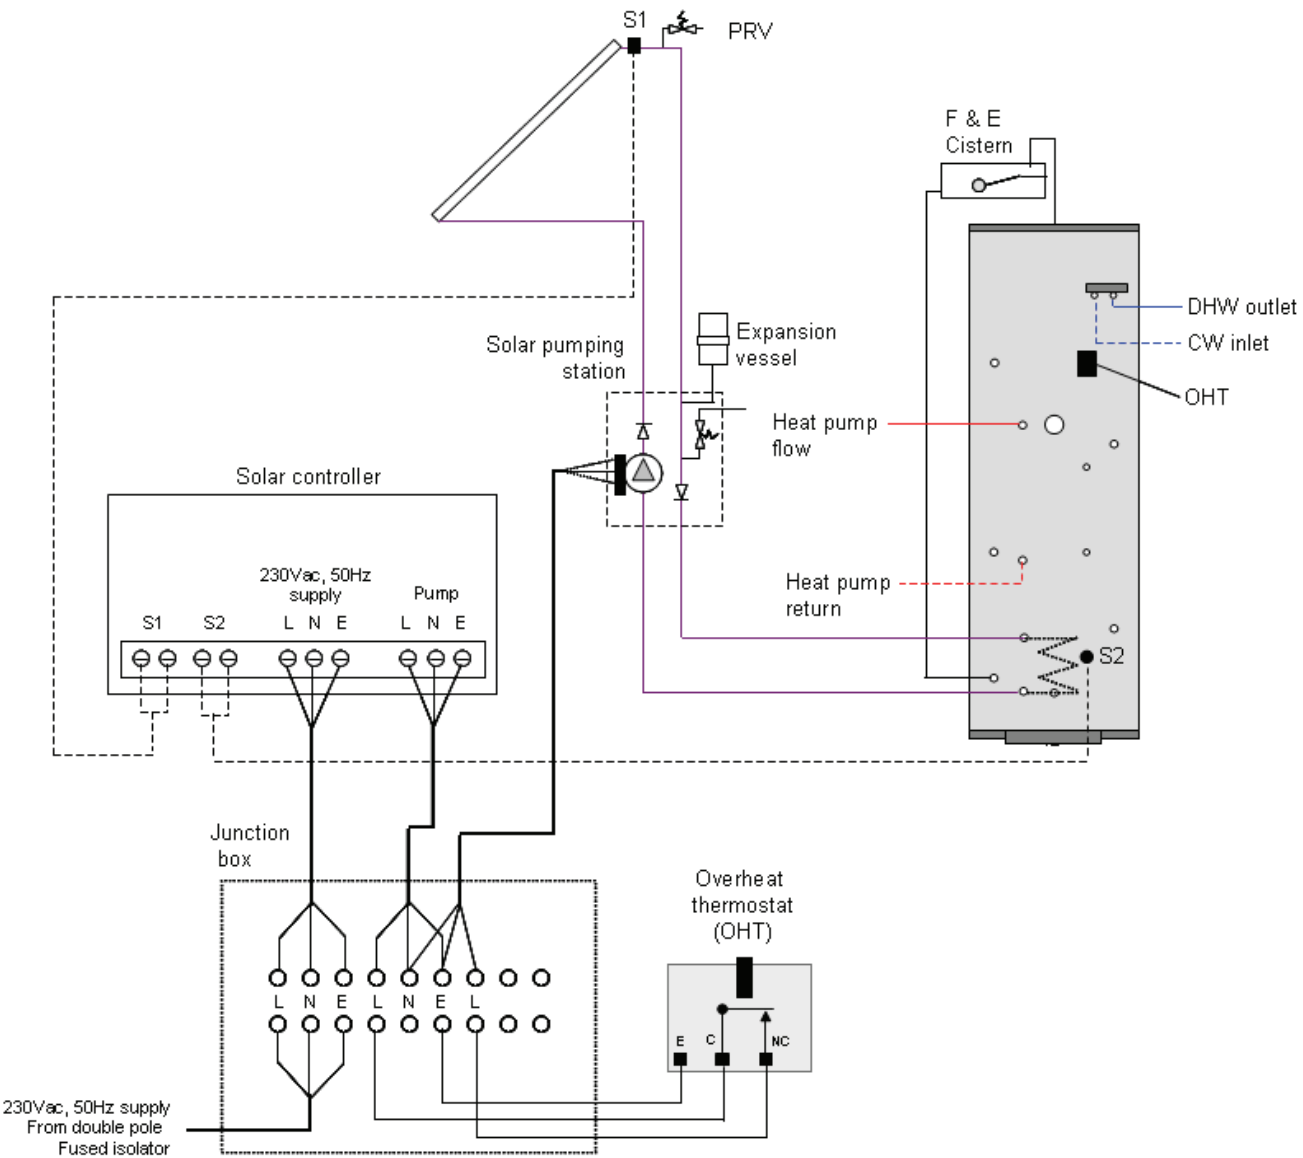 S1
PRV
F & E
Cistern
DHW outlet
CW inlet
OHT
Expansion
vessel
Solar pumping
station
Heat pump
flow
Heat pump
return
S2
Solar controller
230Vac, 50Hz
supply
Pump
S1 S2 L N E L N E
Junction
box
L N E L N E L
Overheat
thermostat
(OHT)
E C NC
230Vac, 50Hz supply
From double pole
Fused isolator